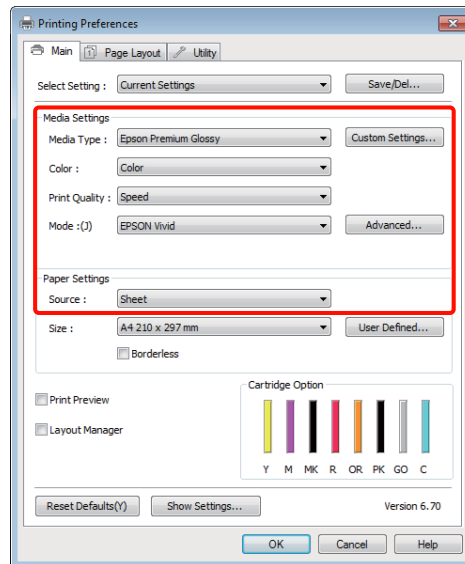 Printing Preferences
Main Page Layout Utility
Select Setting : Current Settings Save/Del...
Media Settings
Media Type : Epson Premium Glossy Custom Settings...
Color : Color
Print Quality : Speed
Mode :(J) EPSON Vivid Advanced...
Paper Settings
Source : Sheet
Size : A4 210 x 297 mm User Defined...
Borderless
Cartridge Option
Print Preview
Layout Manager
Y M MK R OR PK GO C
Reset Defaults(Y) Show Settings... Version 6.70
OK Cancel Help